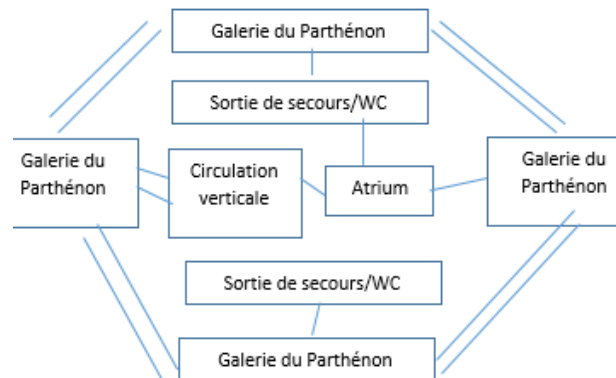 Galerie du Parthénon
Sortie de secours/WC
Galerie du
Parthénon
Circulation
verticale
Atrium
Galerie du
Parthénon
Sortie de secours/WC
Galerie du Parthénon